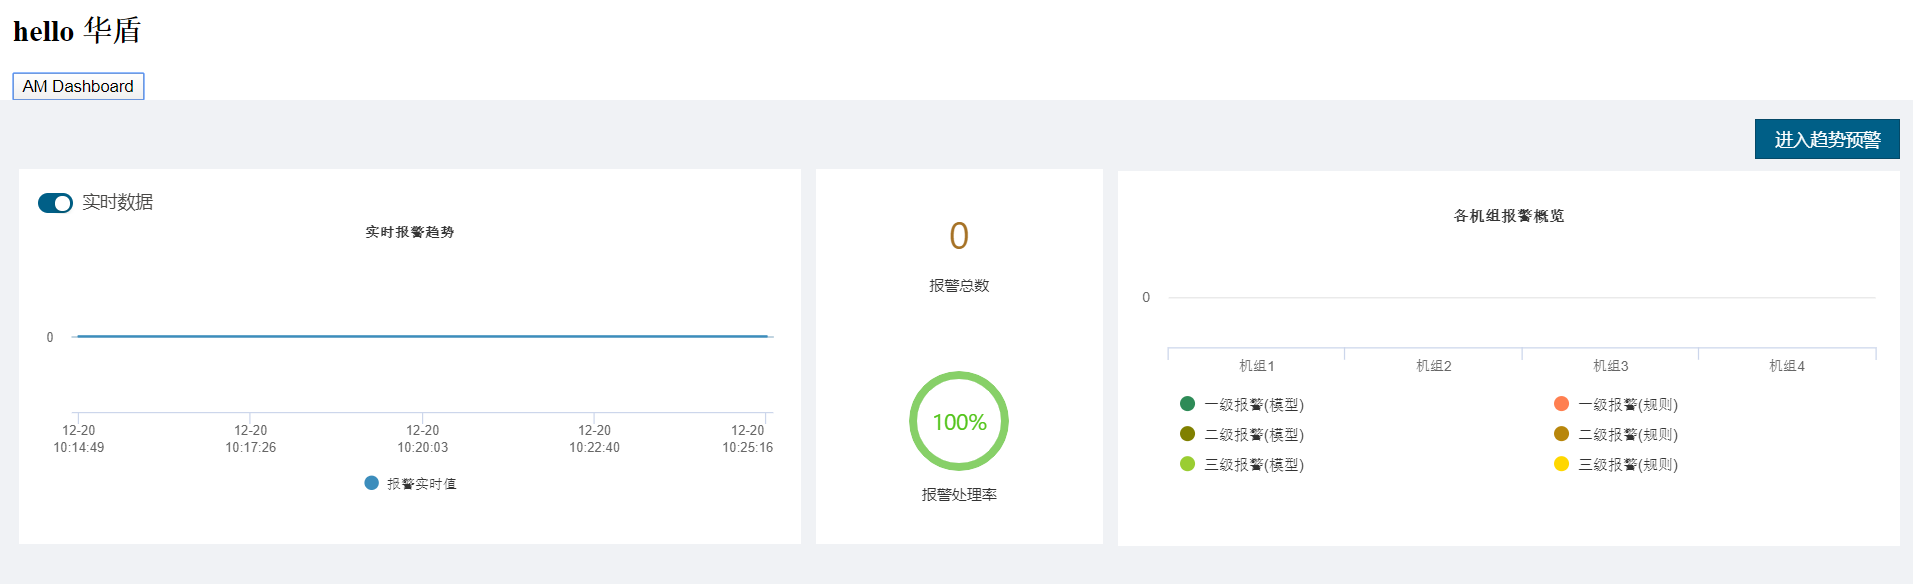 hello 华盾
AM Dashboard
进入趋势预警
实时数据
实时报警趋势
0
12-20 12-20 12-20 12-20 12-20
10:14:49 10:17:26 10:20:03 10:22:40 10:25:16
报警实时值
0
报警总数
100%
报警处理率
各机组报警概览
0
机组1 机组2 机组3 机组4
一级报警(模型) 一级报警(规则)
二级报警(模型) 二级报警(规则)
三级报警(模型) 三级报警(规则)